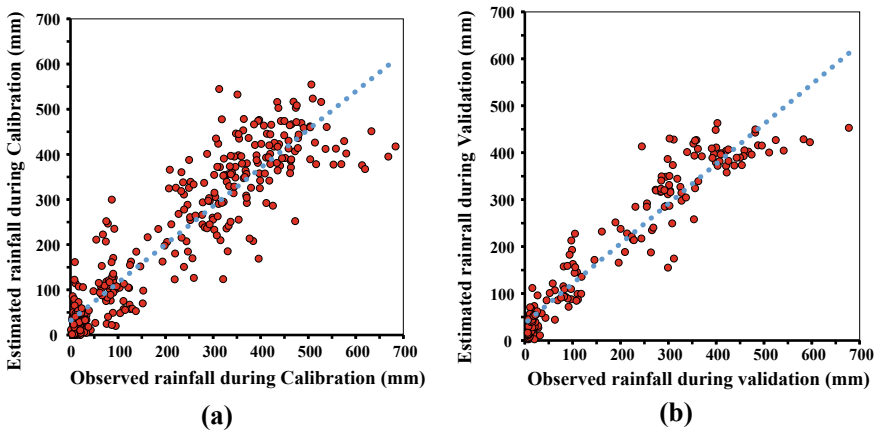 700
600
500
400
300
200
100
0
Estimated rainfall during Calibration (mm)
0 100 200 300 400 500 600 700
Observed rainfall during Calibration (mm)
(a)
700
600
500
400
300
200
100
0
Estimated rainrall during Validation (mm)
0 100 200 300 400 500 600 700
Observed rainfall during validation (mm)
(b)